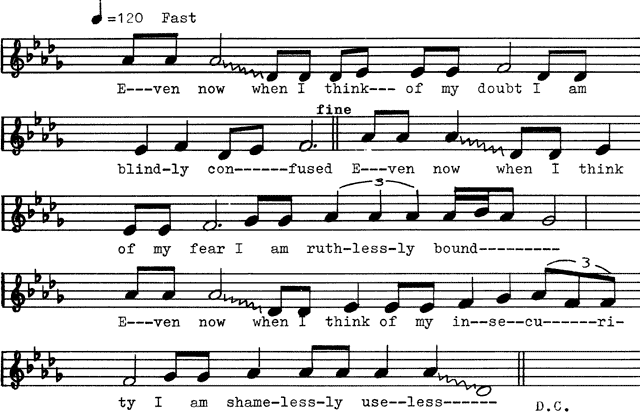 =120 Fast
E---ven now when I think--- of my doubt I am
fine
blind-ly con------fused E---ven now when I think
3
of my fear I am ruth-less-ly bound---------
3
E---ven now when I think of my in--se--cu------ri-
ty I am shame-less-ly use--less------
D.C.